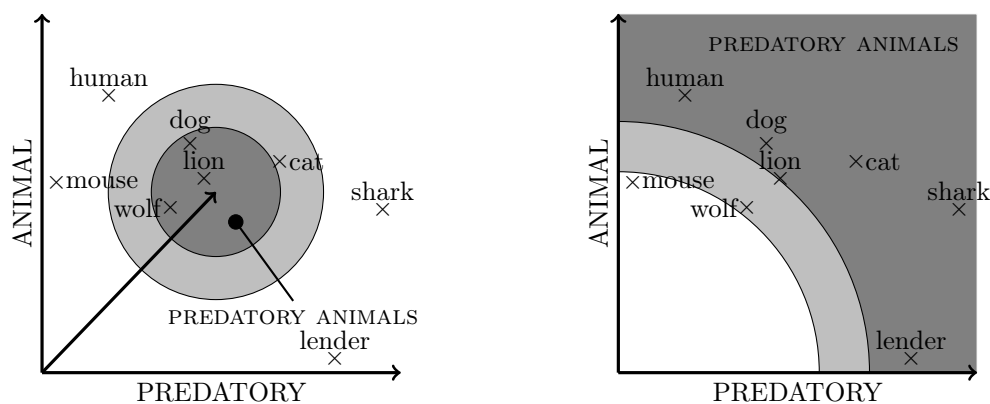 human
dog
lion
cat
mouse
wolf
shark
PREDATORY ANIMALS
lender
ANIMAL
PREDATORY
PREDATORY ANIMALS
human
dog
lion
cat
mouse
wolf
shark
lender
ANIMAL
PREDATORY